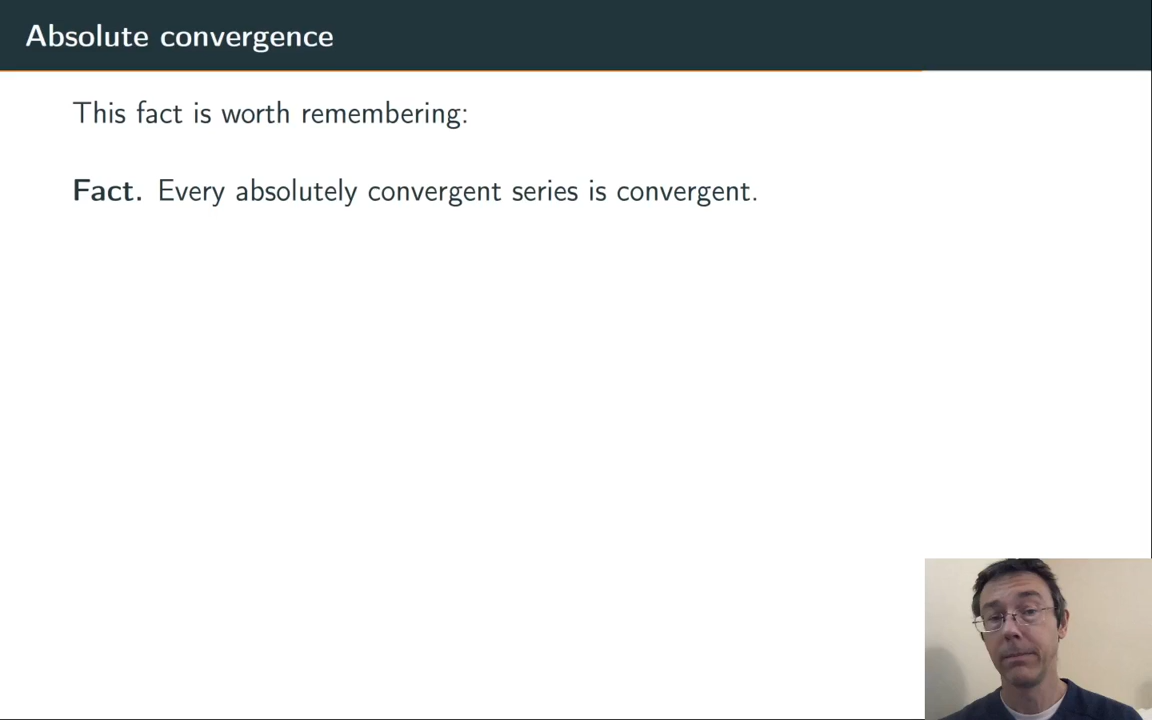 Absolute convergence
This fact is worth remembering:
Fact. Every absolutely convergent series is convergent.